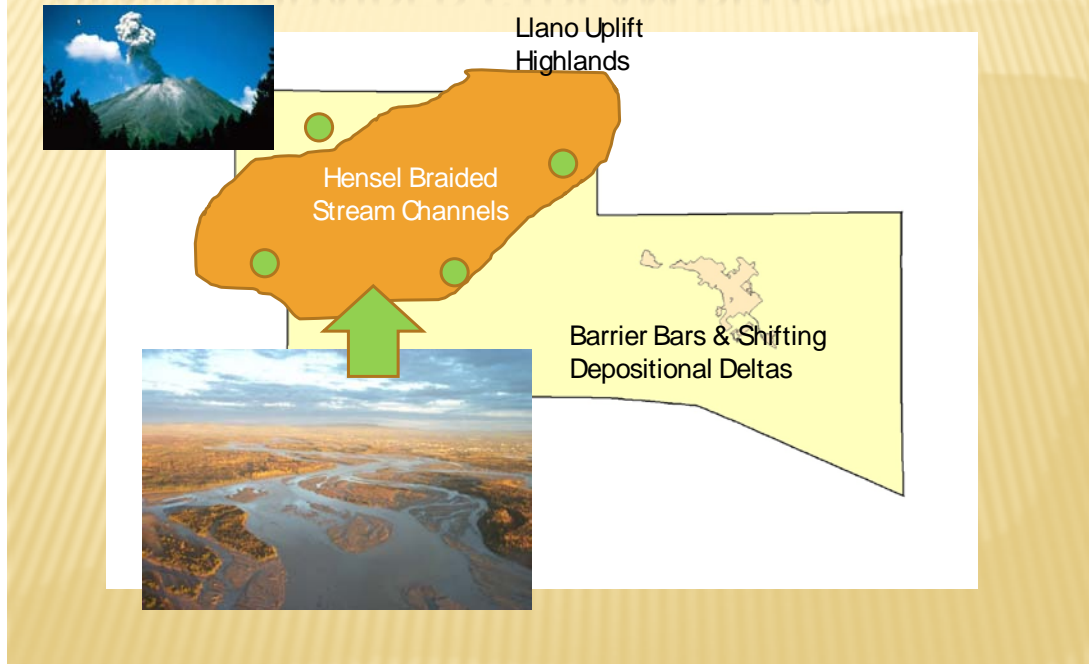 Llano Uplift
Highlands
Hensel Braided
Stream Channels
Barrier Bars & Shifting
Depositional Deltas